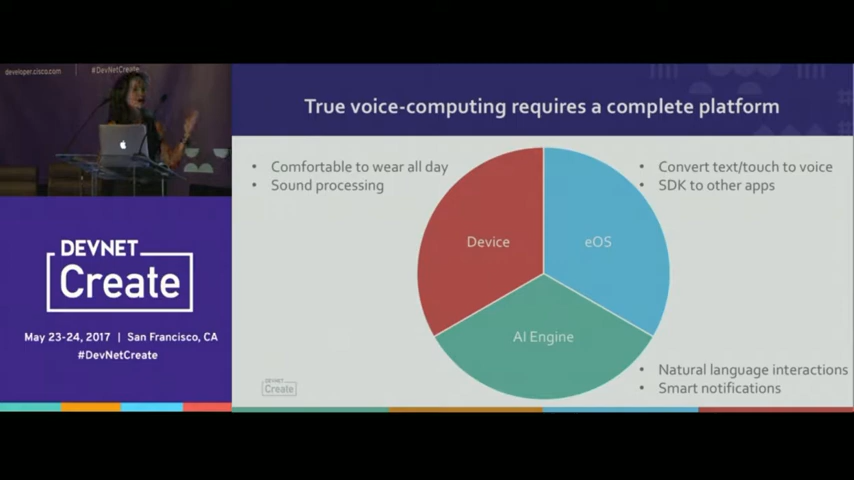 developer.cisco.com
#DevNetCreate
True voice-computing requires a complete platform
• Comfortable to wear all day
• Sound processing
• Convert text/touch to voice
• SDK to other apps
Device
eOS
AI Engine
• Natural language interactions
• Smart notifications
DEVNET
Create
DEVNET
Create
May 23-24, 2017 | San Francisco, CA
#DevNetCreate